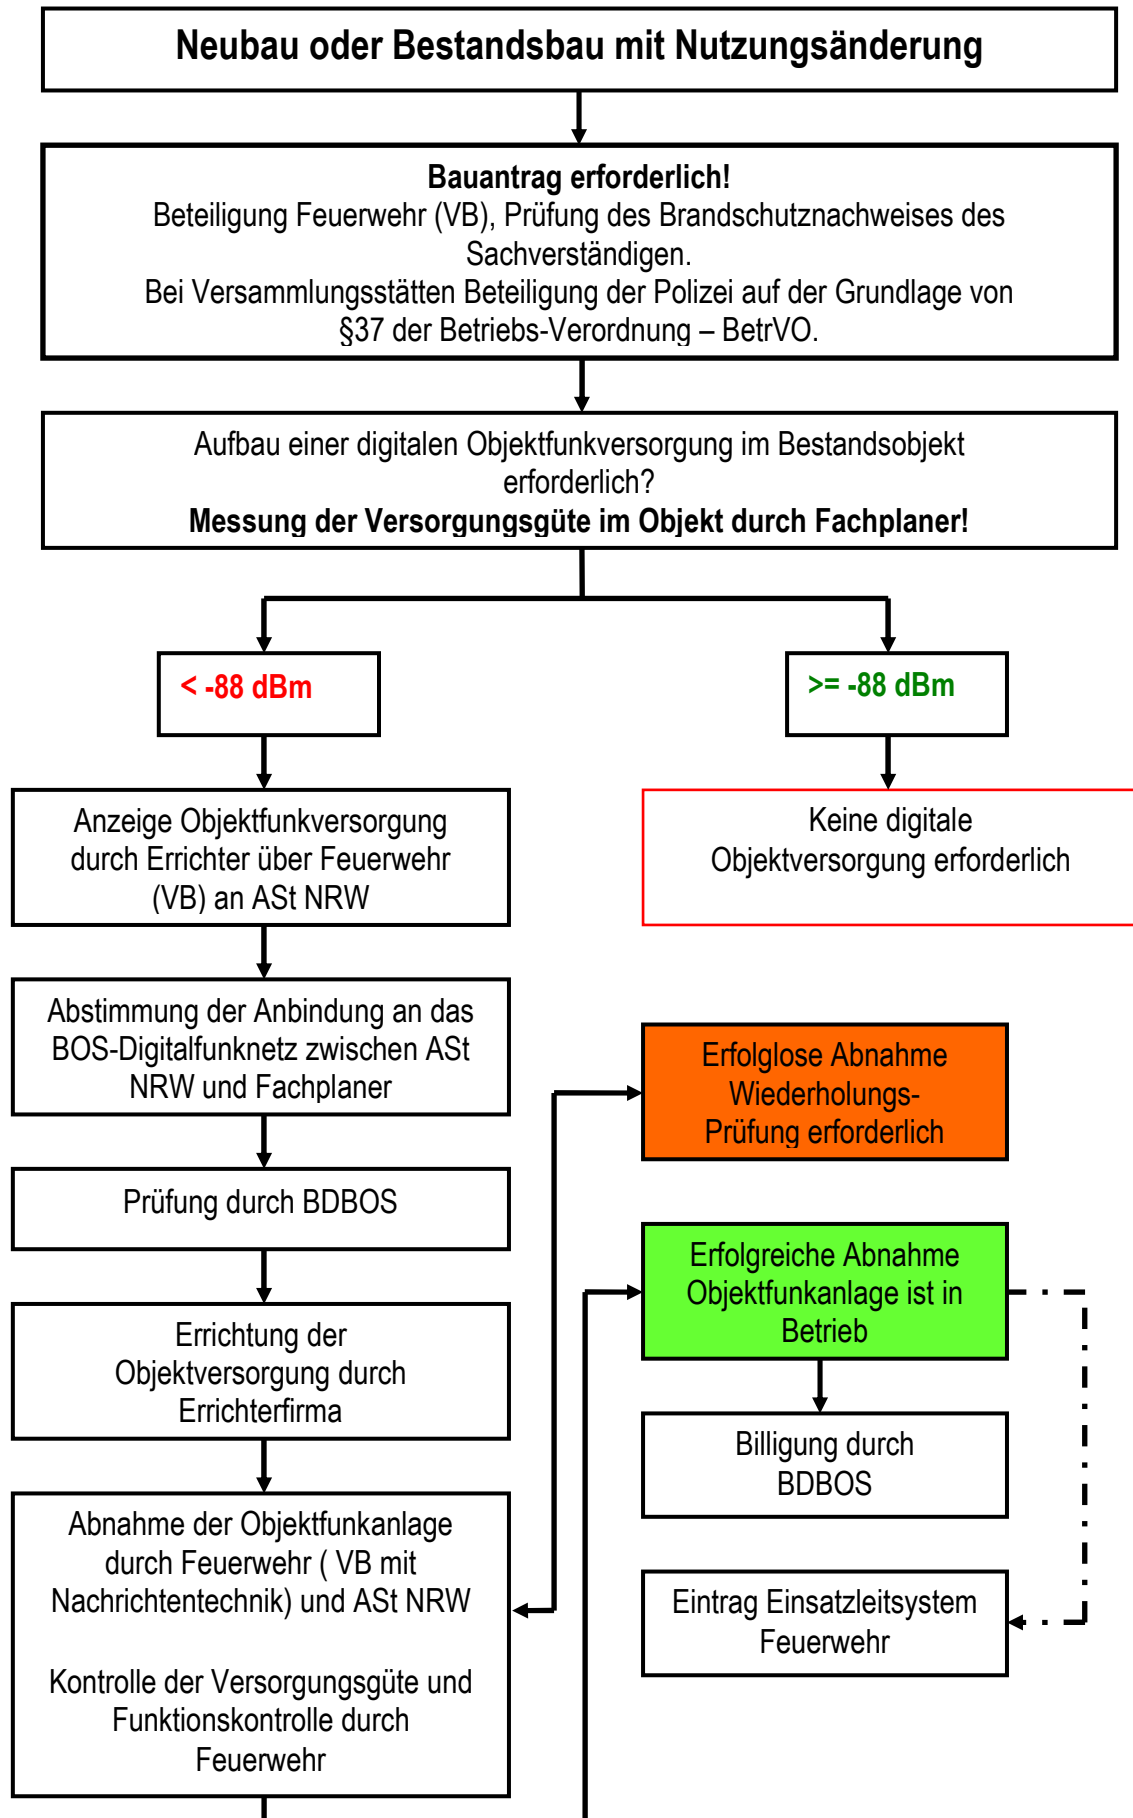 Neubau oder Bestandsbau mit Nutzungsänderung
Bauantrag erforderlich!
Beteiligung Feuerwehr (VB), Prüfung des Brandschutznachweises des
Sachverständigen.
Bei Versammlungsstätten Beteiligung der Polizei auf der Grundlage von
§37 der Betriebs-Verordnung – BetrVO.
Aufbau einer digitalen Objektfunkversorgung im Bestandsobjekt
erforderlich?
Messung der Versorgungsgüte im Objekt durch Fachplaner!
< -88 dBm
>= -88 dBm
Anzeige Objektfunkversorgung
durch Errichter über Feuerwehr
(VB) an ASt NRW
Keine digitale
Objektversorgung erforderlich
Abstimmung der Anbindung an das
BOS-Digitalfunknetz zwischen ASt
NRW und Fachplaner
Erfolglose Abnahme
Wiederholungs-
Prüfung erforderlich
Prüfung durch BDBOS
Erfolgreiche Abnahme
Objektfunkanlage ist in
Betrieb
Errichtung der
Objektversorgung durch
Errichterfirma
Billigung durch
BDBOS
Abnahme der Objektfunkanlage
durch Feuerwehr ( VB mit
Nachrichtentechnik) und ASt NRW
Kontrolle der Versorgungsgüte und
Funktionskontrolle durch
Feuerwehr
Eintrag Einsatzleitsystem
Feuerwehr